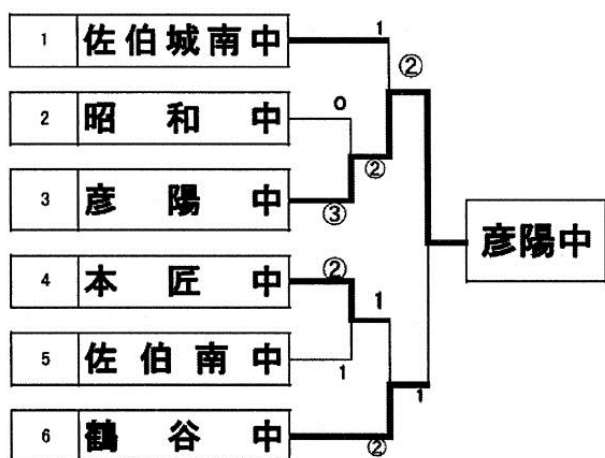 1 佐伯城南中 1
②
2 昭和中 0
②
3 彦陽中 ③
彦陽中
4 本匠中 ②
1
5 佐伯南中 1
1
6 鶴谷中 ②